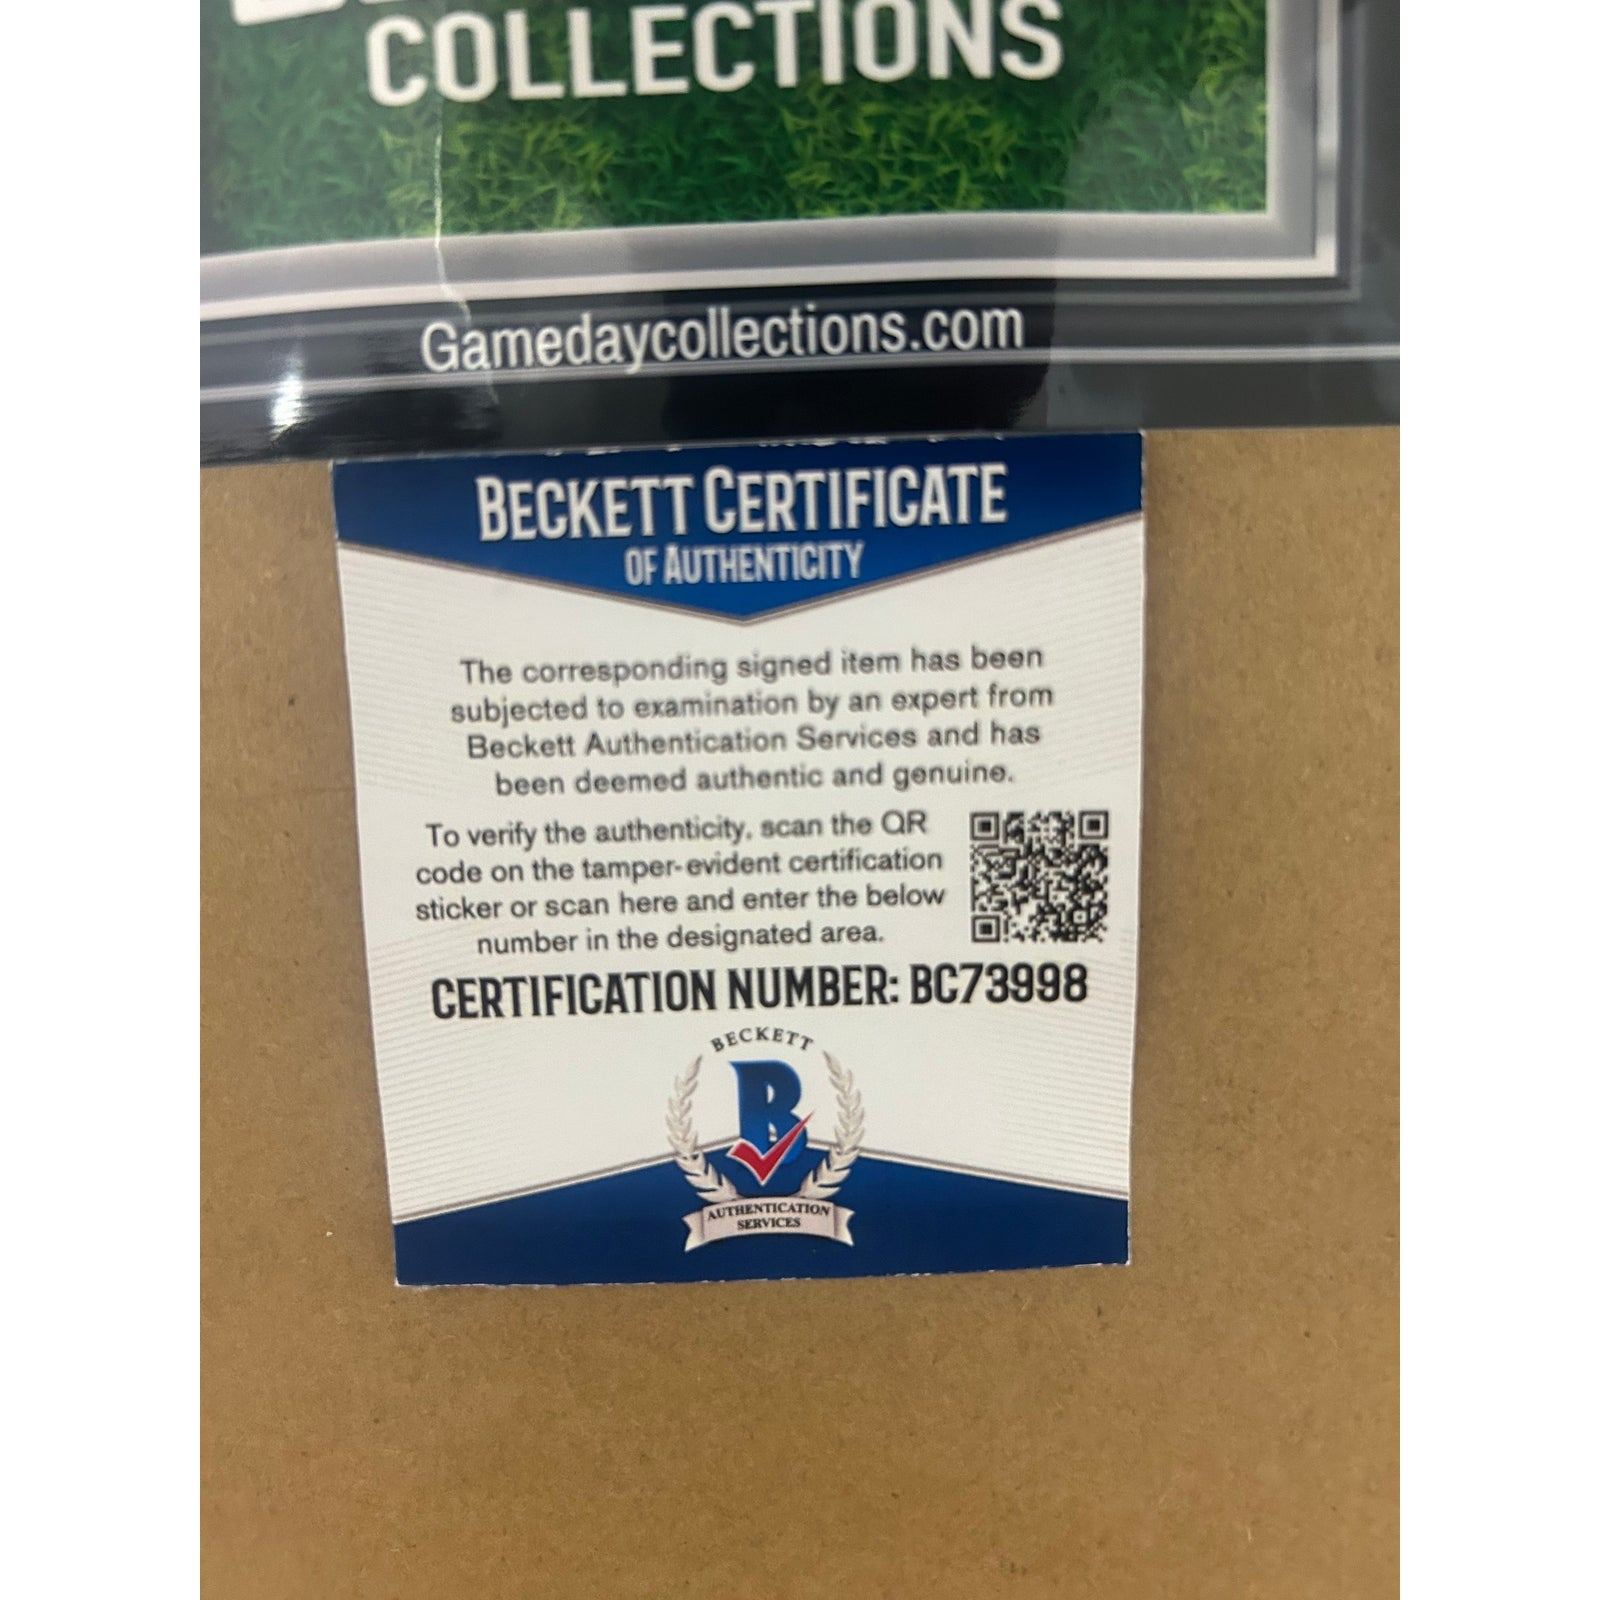 COLLECTIONS
Gamedaycollections.com
BECKETT CERTIFICATE
OF AUTHENTICITY
The corresponding signed item has been
subjected to examination by an expert from
Beckett Authentication Services and has
been deemed authentic and genuine.
To verify the authenticity, scan the QR
code on the tamper-evident certification
sticker or scan here and enter the below
number in the designated area.
CERTIFICATION NUMBER: BC73998
BECKETT
B
AUTHENTICATION
SERVICES